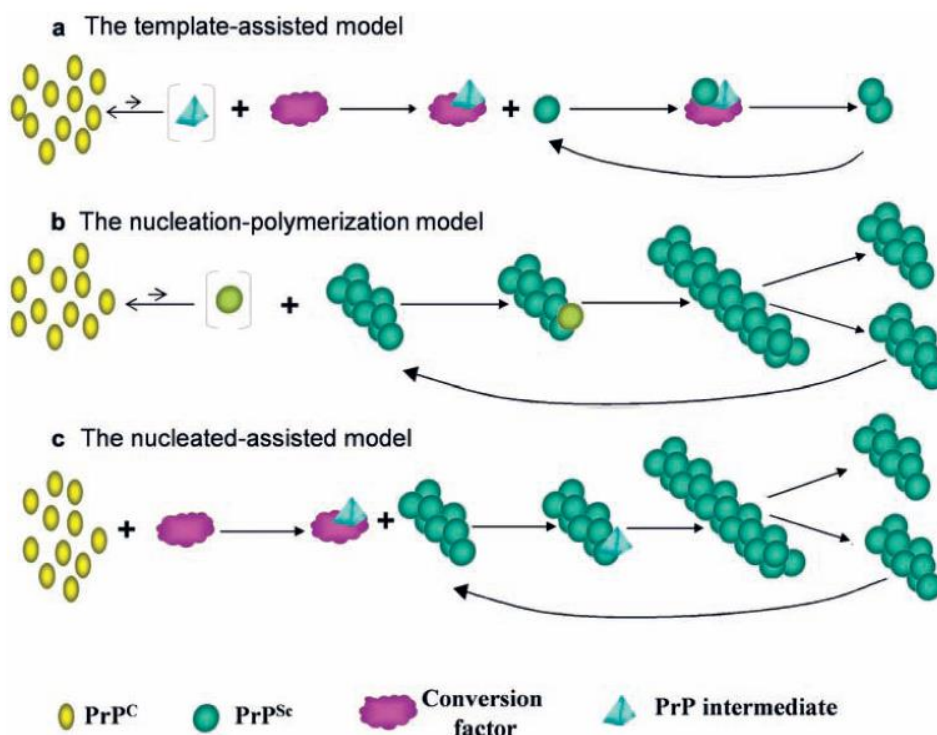 a The template-assisted model
+ +
b The nucleation-polymerization model
+
c The nucleated-assisted model
+ +
PrPC PrPSc Conversion factor PrP intermediate